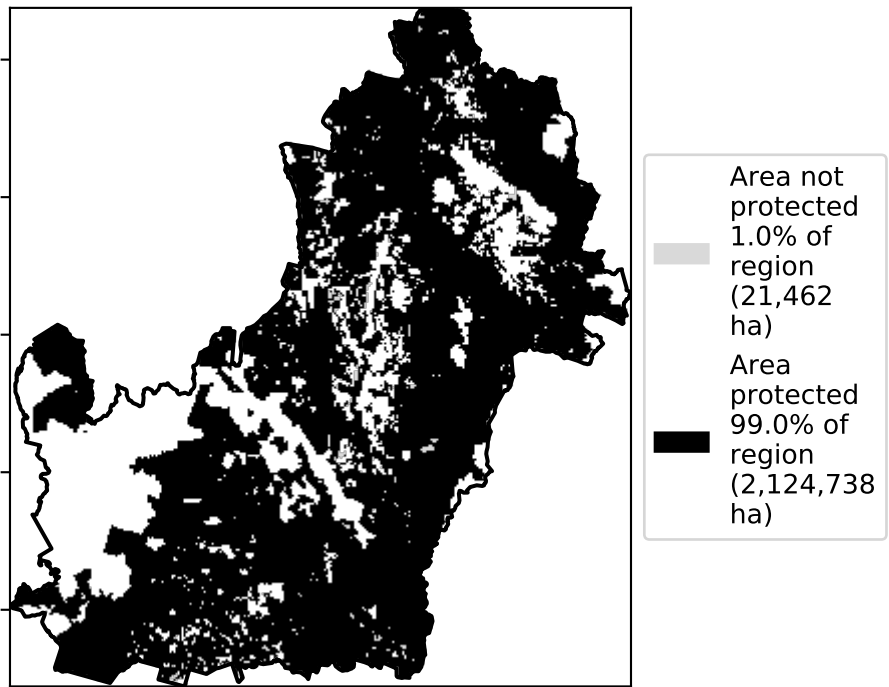 Area not
protected
1.0% of
region
(21,462
ha)
Area
protected
99.0% of
region
(2,124,738
ha)